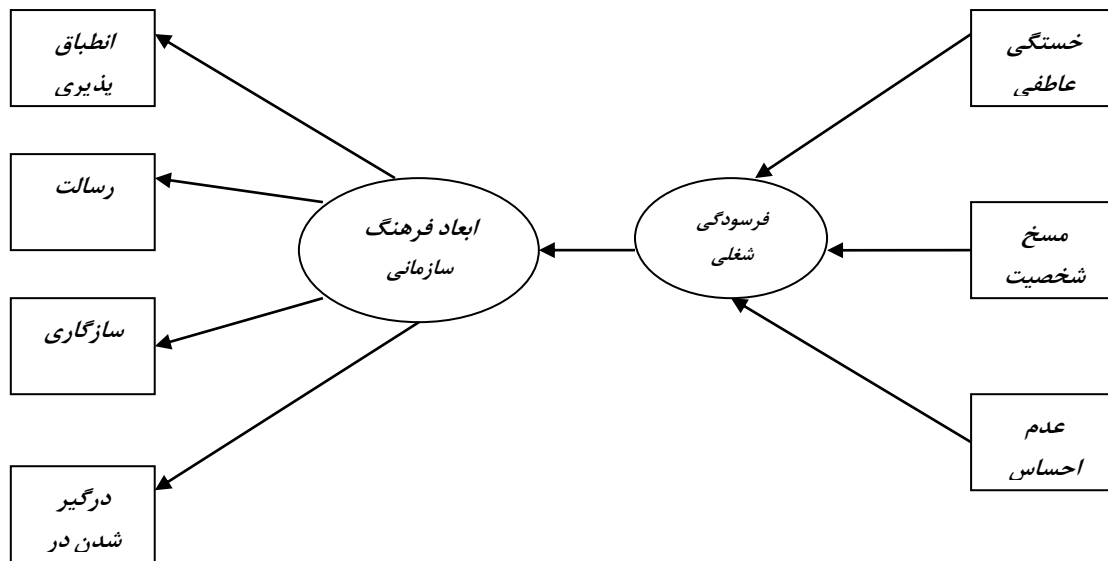 خستگی
عاطفی
مسخ
شخصیت
عدم
احساس
فرسودگی
شغلی
ابعاد فرهنگ
سازمانی
انطباق
پذیری
رسالت
سازگاری
درگیر
شدن در